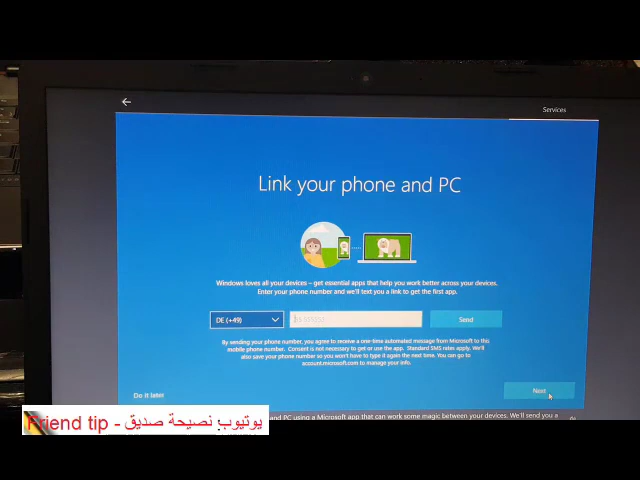 Services
Link your phone and PC
Windows loves all your devices – get essential apps that help you work better across your devices.
Enter your phone number and we'll text you a link to get the first app.
DE (+49)
Send
By sending your phone number, you agree to receive a one-time automated message from Microsoft to this
mobile phone number. Consent is not necessary to get or use the app. Standard SMS rates apply. We'll
also save your phone number so you won't have to type it again the next time. You can go to
account.microsoft.com to manage your info.
Do it later
Next
and PC using a Microsoft app that can work some magic between your devices. We'll send you a
Friend tip - يوتيوب: نصيحة صديق